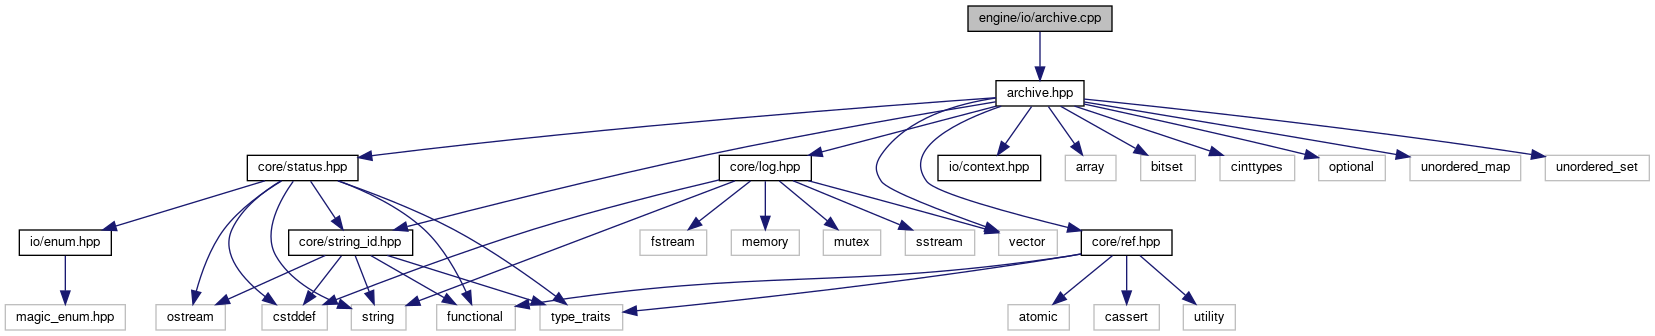 engine/io/archive.cpp
archive.hpp
core/status.hpp
core/log.hpp
io/context.hpp
array
bitset
cinttypes
optional
unordered_map
unordered_set
io/enum.hpp
core/string_id.hpp
fstream
memory
mutex
sstream
vector
core/ref.hpp
magic_enum.hpp
ostream
cstddef
string
functional
type_traits
atomic
cassert
utility